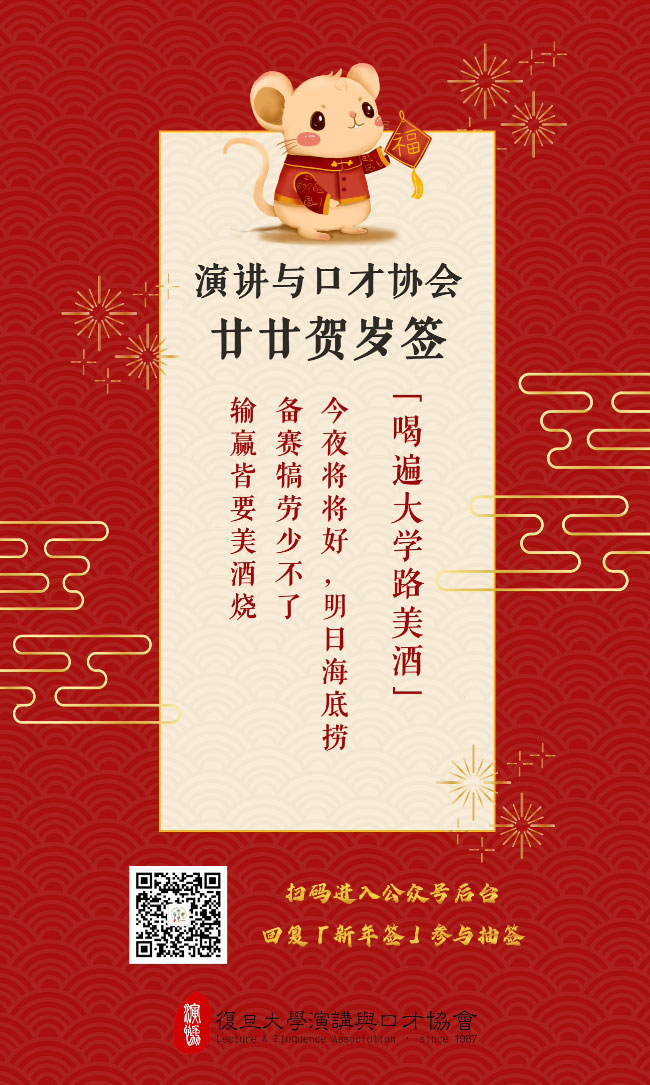 福
演讲与口才协会
廿廿贺岁签
「喝遍大学路美酒」
今夜将将好，明日海底捞
备赛犒劳少不了
输赢皆要美酒烧
扫码进入公众号后台
回复「新年签」参与抽签
復旦大學演講與口才協會
Lecture & Eloquence Association · since 1987